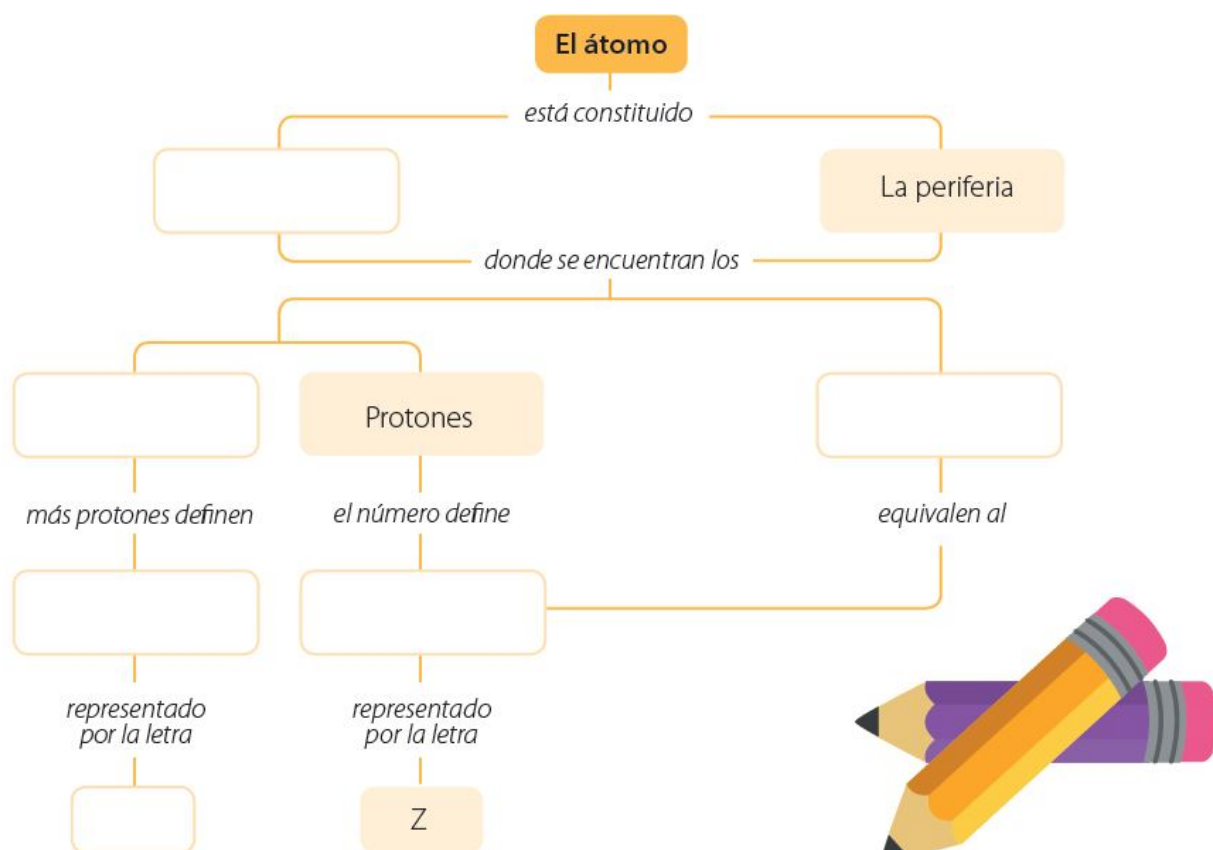 El átomo
está constituido
La periferia
donde se encuentran los
Protones
más protones definen
el número define
equivalen al
representado
por la letra
representado
por la letra
Z